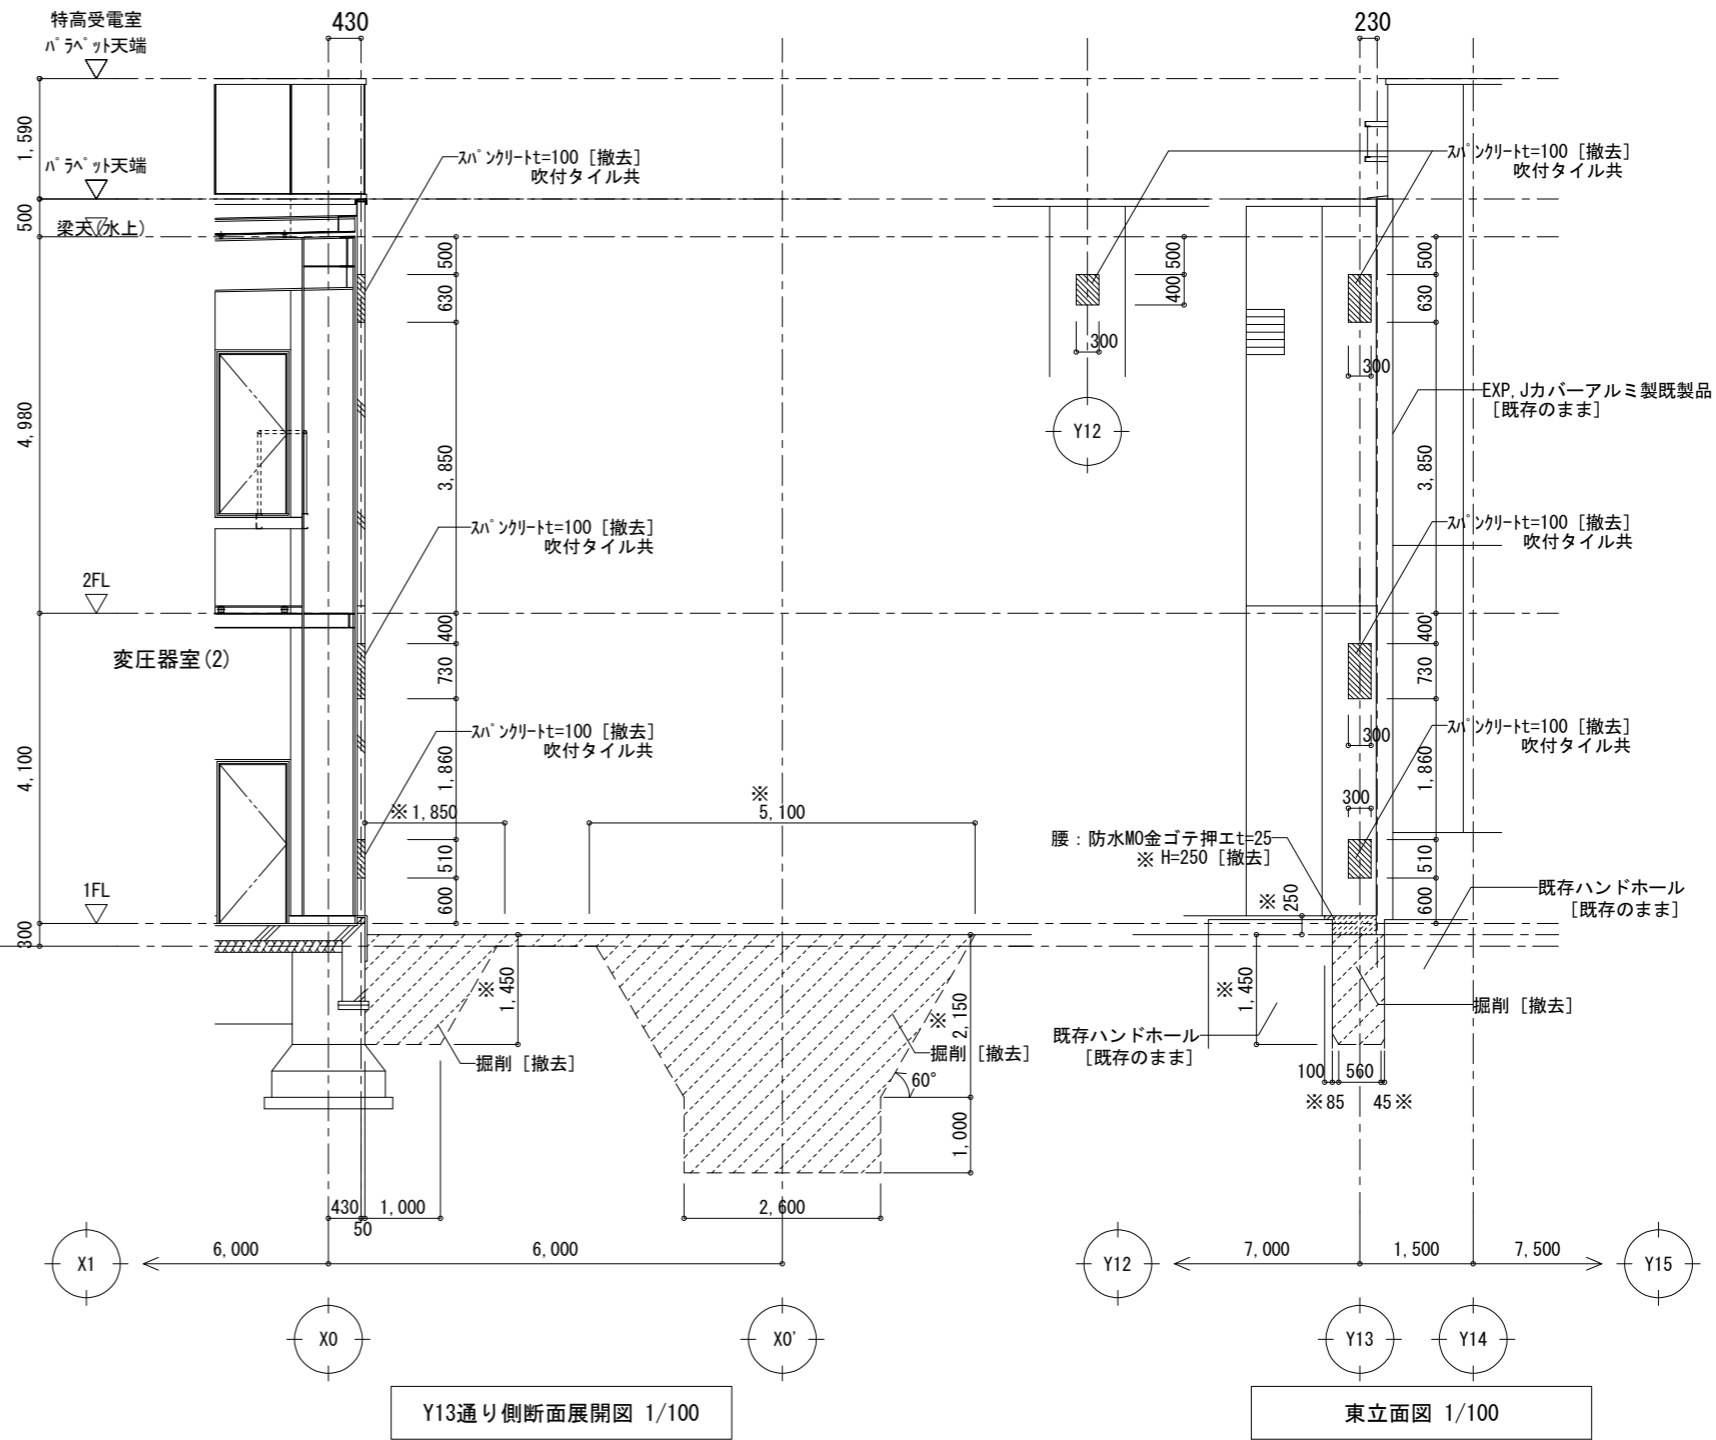 特高受電室
パラペット天端
430
230
1,590
パラペット天端
スパンクリートt=100 [撤去]
吹付タイル共
スパンクリートt=100 [撤去]
吹付タイル共
500
梁天(水上)
500
630
500
400
300
500
630
300
EXP,Jカバーアルミ製既製品
[既存のまま]
Y12
4,980
3,850
3,850
スパンクリートt=100 [撤去]
吹付タイル共
スパンクリートt=100 [撤去]
吹付タイル共
2FL
変圧器室(2)
400
730
400
730
300
スパンクリートt=100 [撤去]
吹付タイル共
スパンクリートt=100 [撤去]
吹付タイル共
4,100
1,860
1,860
※1,850
※
5,100
300
腰：防水MO金ゴテ押エt=25
※ H=250 [撤去]
510
600
510
600
1FL
300
※
250
既存ハンドホール
[既存のまま]
※
1,450
※
2,150
※
1,450
掘削 [撤去]
掘削 [撤去]
掘削 [撤去]
既存ハンドホール
[既存のまま]
60°
1,000
100
560
※85
45※
430
50
1,000
2,600
X1
6,000
6,000
Y12
7,000
1,500
7,500
Y15
X0
X0'
Y13
Y14
Y13通り側断面展開図 1/100
東立面図 1/100